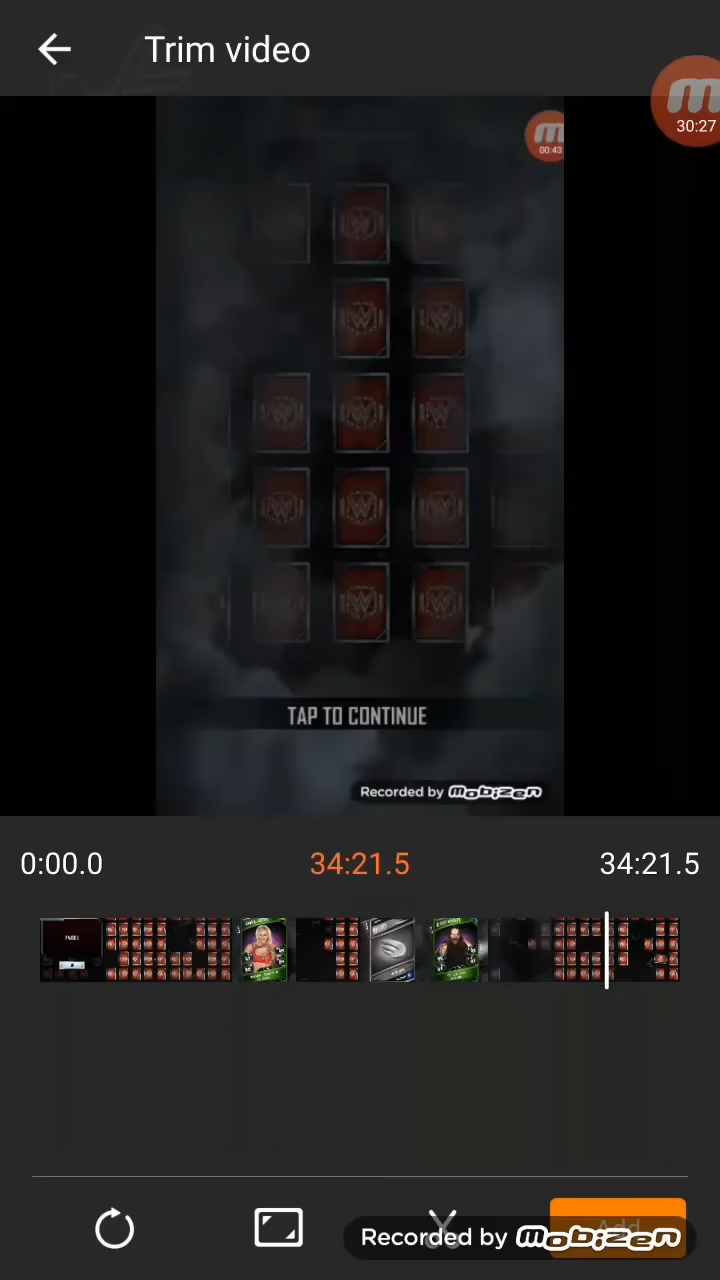 Trim video
30:27
00:43
TAP TO CONTINUE
Recorded by Mobizen
0:00.0 34:21.5 34:21.5
Add
Recorded by Mobizen